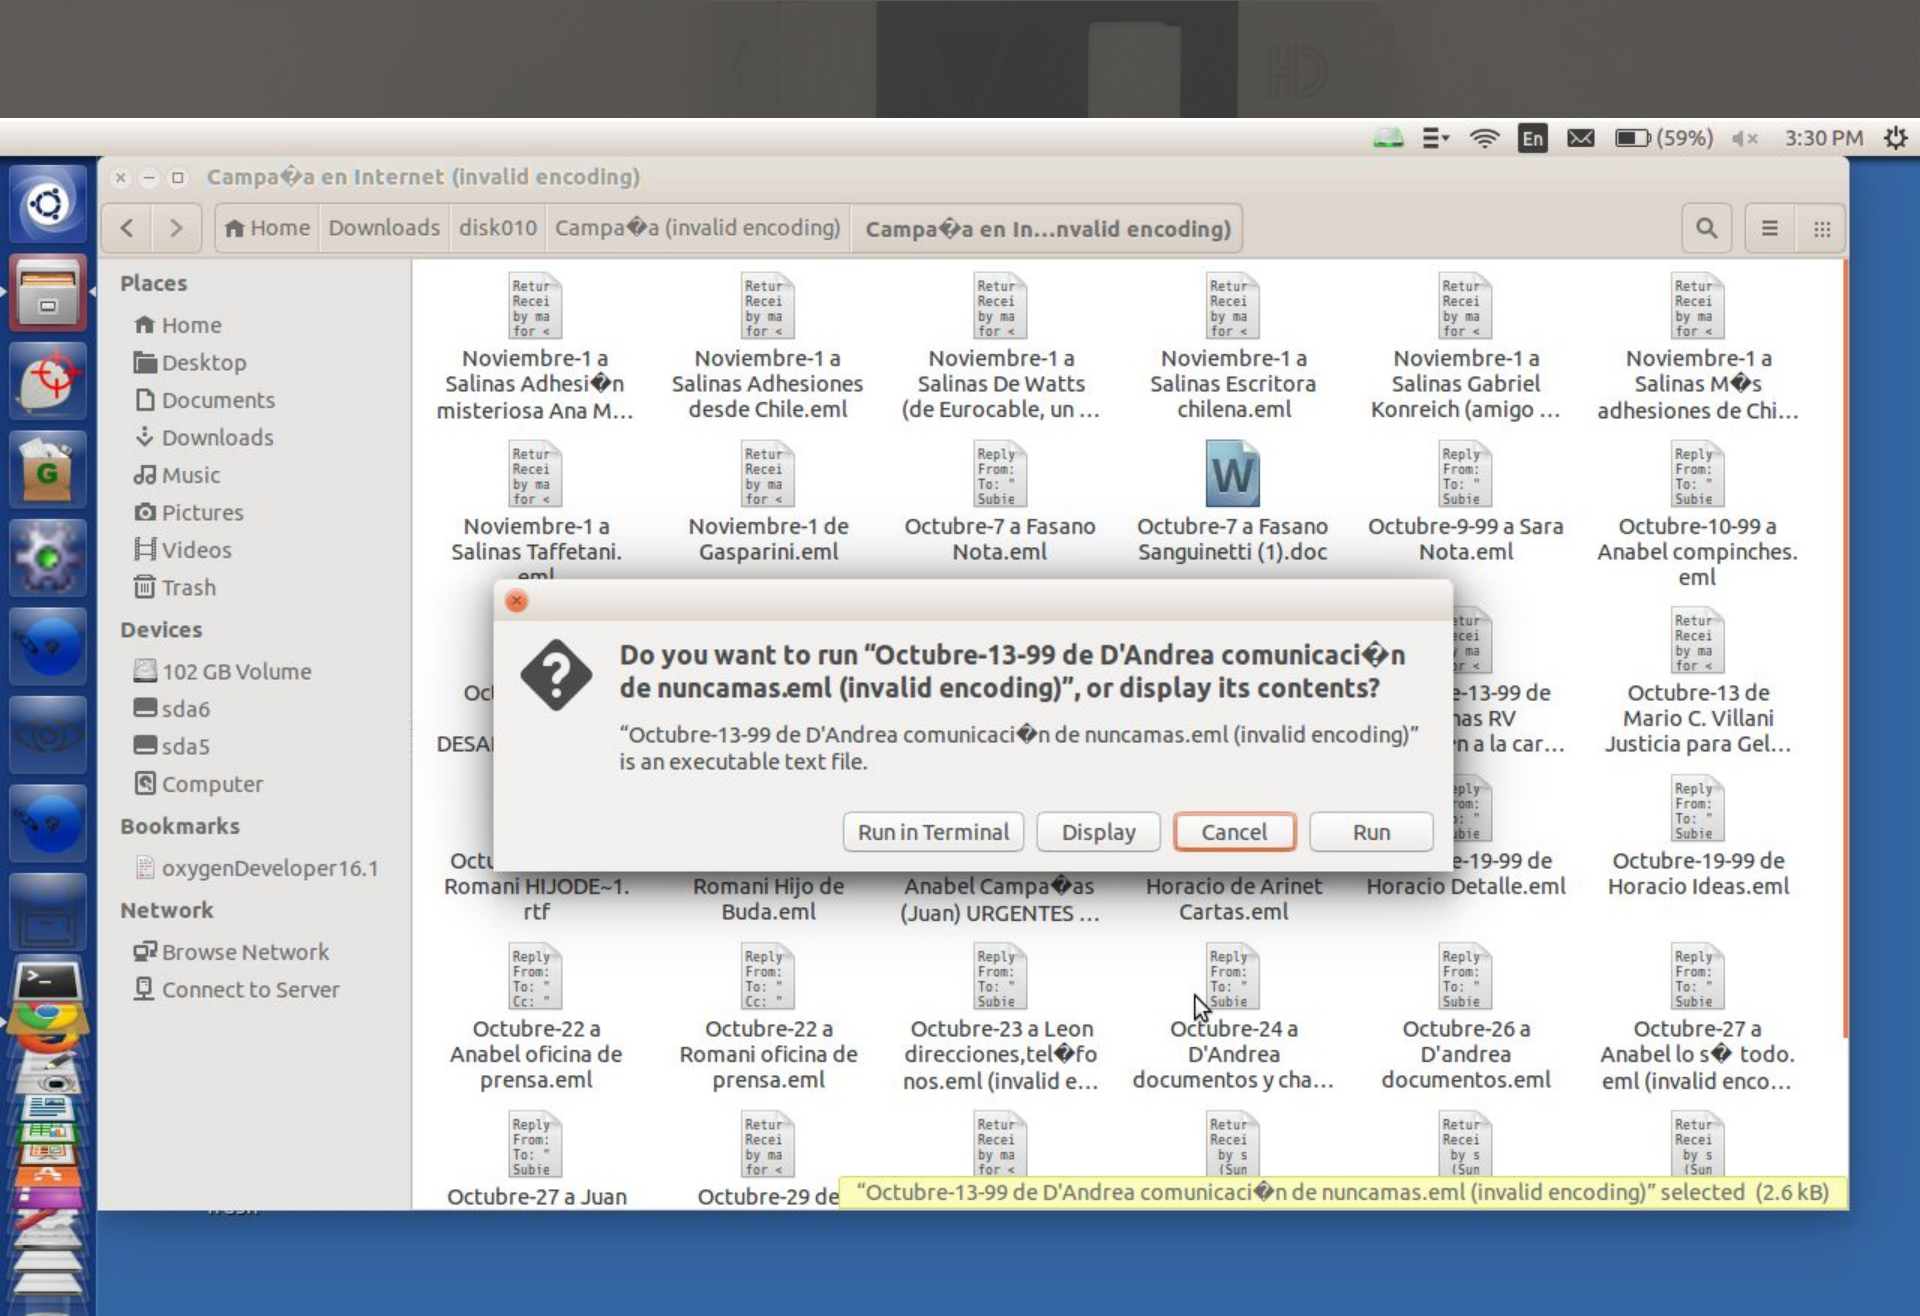 HD
En
(59%)
3:30 PM
Campa�a en Internet (invalid encoding)
Home
Downloads
disk010
Campa�a (invalid encoding)
Campa�a en In...nvalid encoding)
Places
Home
Desktop
Documents
Downloads
Music
Pictures
Videos
Trash
Devices
102 GB Volume
sda6
sda5
Computer
Bookmarks
oxygenDeveloper16.1
Network
Browse Network
Connect to Server
Noviembre-1 a
Salinas Adhesi�n
misteriosa Ana M...
Noviembre-1 a
Salinas Adhesiones
desde Chile.eml
Noviembre-1 a
Salinas De Watts
(de Eurocable, un ...
Noviembre-1 a
Salinas Escritora
chilena.eml
Noviembre-1 a
Salinas Gabriel
Konreich (amigo ...
Noviembre-1 a
Salinas M�s
adhesiones de Chi...
Noviembre-1 a
Salinas Taffetani.
eml
Noviembre-1 de
Gasparini.eml
Octubre-7 a Fasano
Nota.eml
W
Octubre-7 a Fasano
Sanguinetti (1).doc
Octubre-9-99 a Sara
Nota.eml
Octubre-10-99 a
Anabel compinches.
eml
Do you want to run “Octubre-13-99 de D'Andrea comunicaci�n
de nuncamas.eml (invalid encoding)”, or display its contents?
“Octubre-13-99 de D'Andrea comunicaci�n de nuncamas.eml (invalid encoding)”
is an executable text file.
Run in Terminal
Display
Cancel
Run
Octubre-13 de
Mario C. Villani
Justicia para Gel...
Romani HIJODE~1.
rtf
Romani Hijo de
Buda.eml
Anabel Campa�as
(Juan) URGENTES ...
Horacio de Arinet
Cartas.eml
e-19-99 de
Horacio Detalle.eml
Octubre-19-99 de
Horacio Ideas.eml
Octubre-22 a
Anabel oficina de
prensa.eml
Octubre-22 a
Romani oficina de
prensa.eml
Octubre-23 a Leon
direcciones,tel�fo
nos.eml (invalid e...
Octubre-24 a
D'Andrea
documentos y cha...
Octubre-26 a
D'andrea
documentos.eml
Octubre-27 a
Anabel lo s� todo.
eml (invalid enco...
Octubre-27 a Juan
Octubre-29 de
“Octubre-13-99 de D'Andrea comunicaci�n de nuncamas.eml (invalid encoding)” selected (2.6 kB)